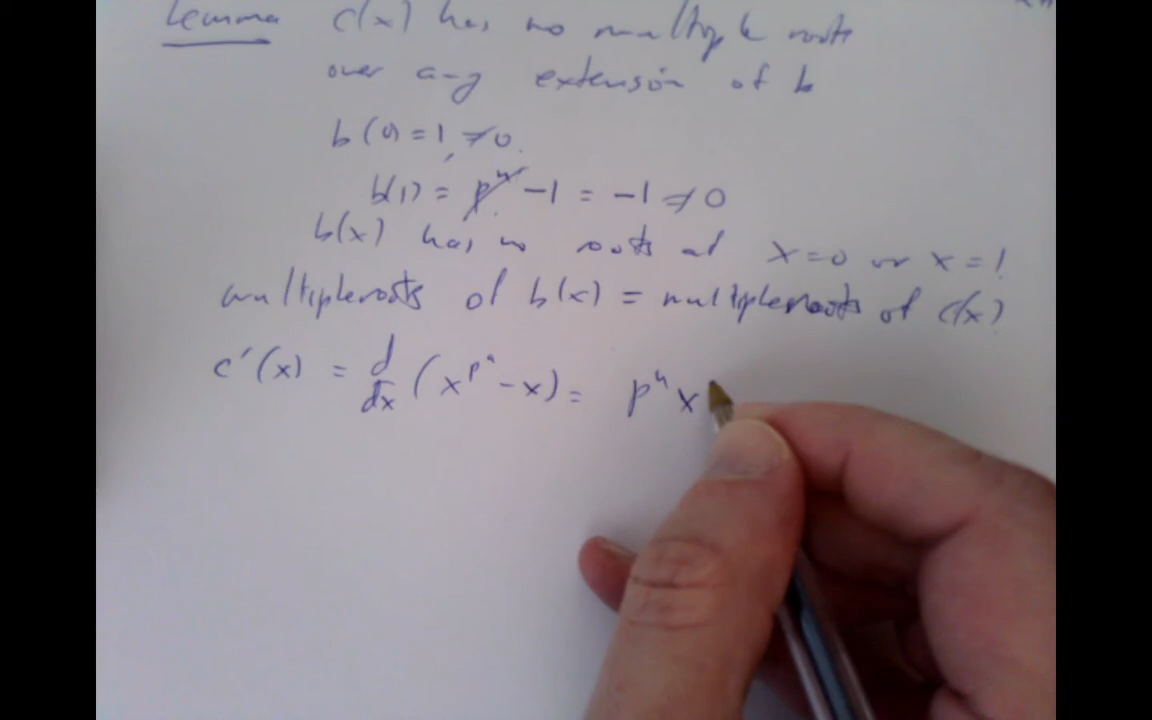 Lemma c(x) has no multiple roots
over any extension of k
b(0) = 1 ≠ 0.
b(1) = p^n - 1 = -1 ≠ 0
b(x) has no roots at x = 0 or x = 1
multiple roots of b(x) = multiple roots of c(x)
c'(x) = d/dx (x^{p^n} - x) = p^n x